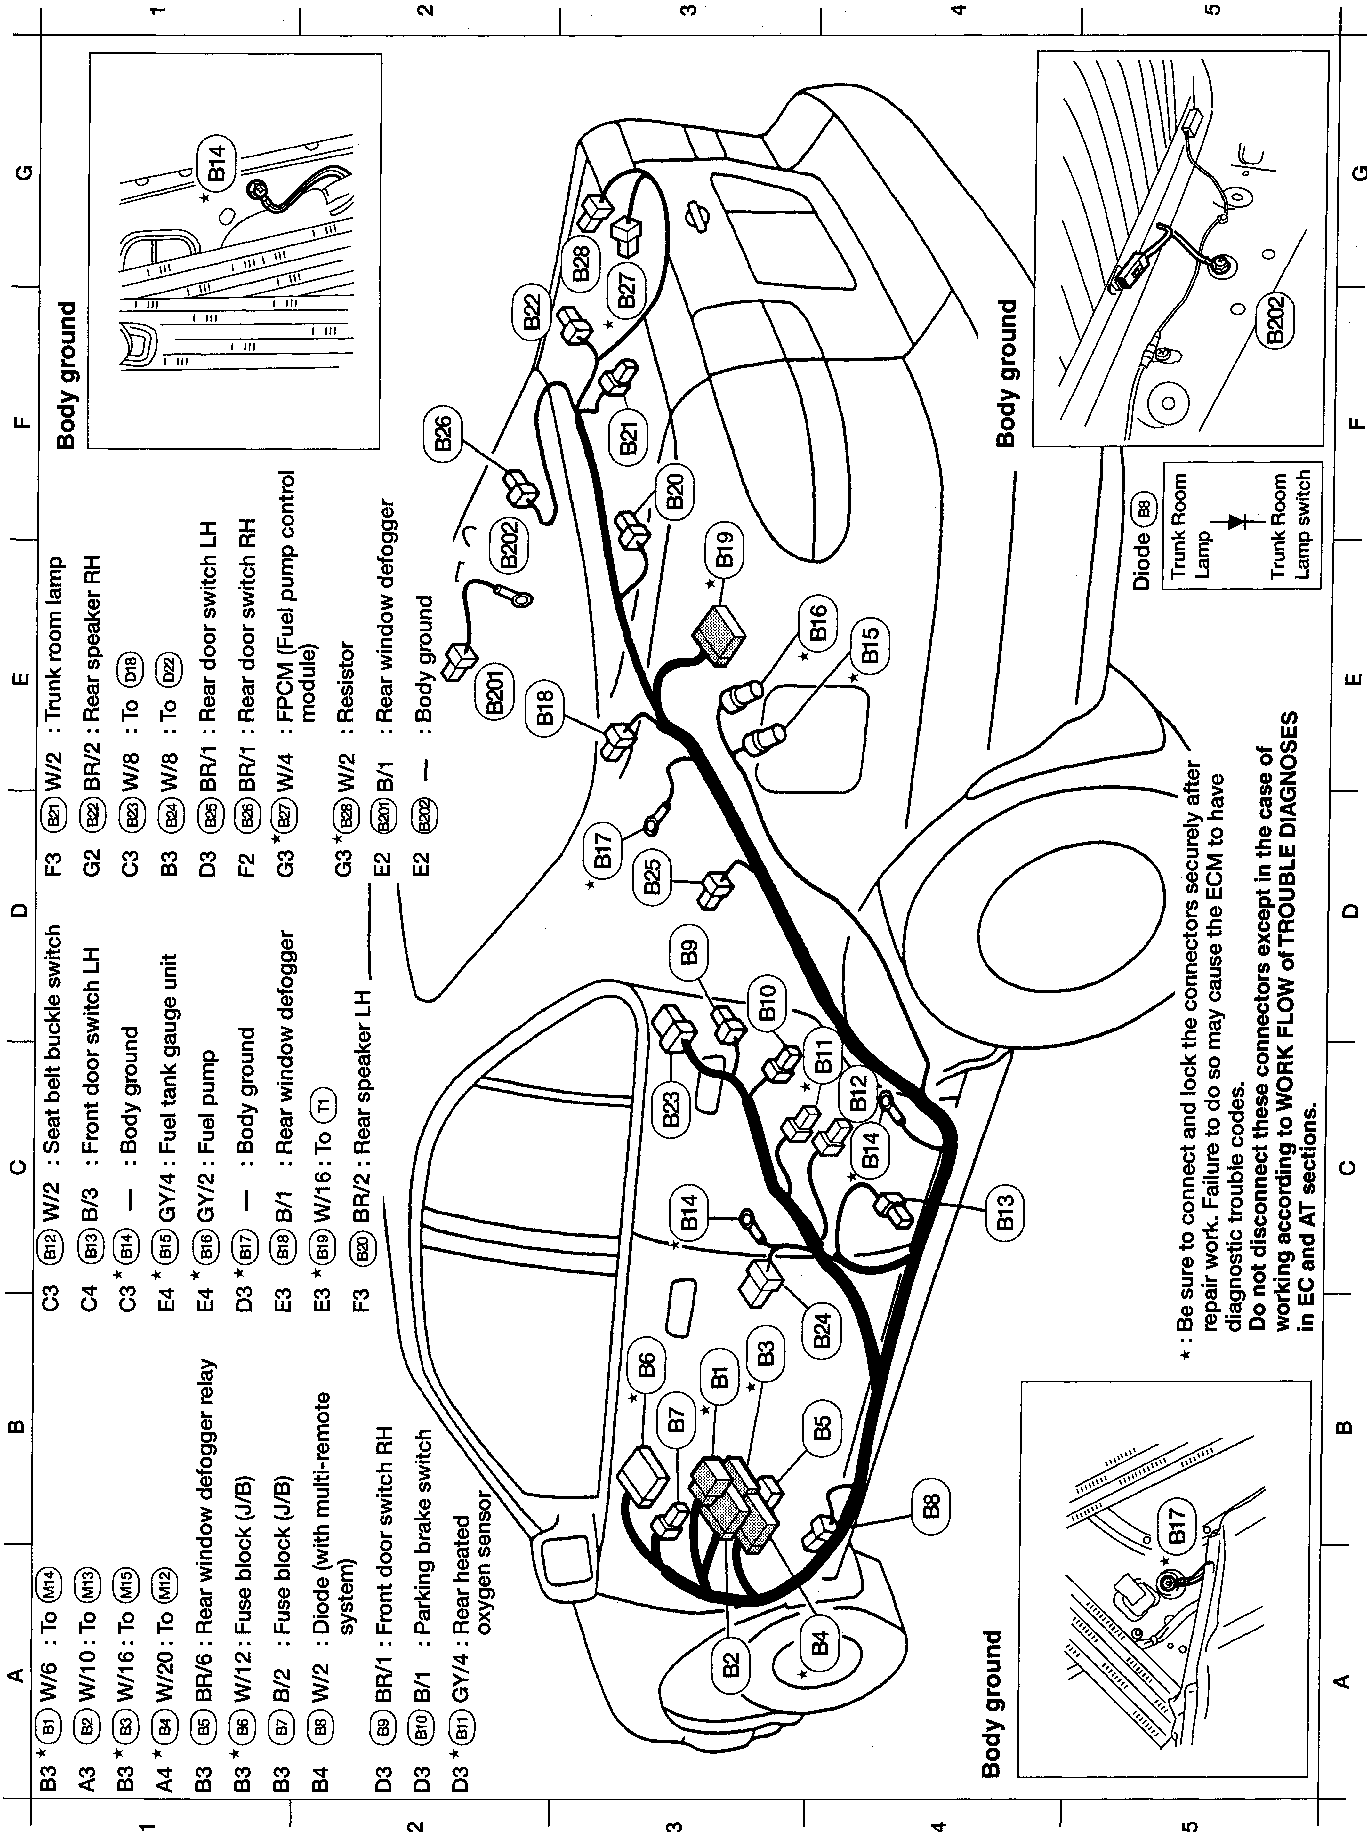 A B C D E F G
1 2 3 4 5
B3 ★ B1 W/6 : To M14
A3 B2 W/10 : To M13
B3 ★ B3 W/16 : To M15
A4 ★ B4 W/20 : To M12
B3 B5 BR/6 : Rear window defogger relay
B3 ★ B6 W/12 : Fuse block (J/B)
B3 B7 B/2 : Fuse block (J/B)
B4 B8 W/2 : Diode (with multi-remote
system)
D3 B9 BR/1 : Front door switch RH
D3 B10 B/1 : Parking brake switch
D3 ★ B11 GY/4 : Rear heated
oxygen sensor
C3 B12 W/2 : Seat belt buckle switch
C4 B13 B/3 : Front door switch LH
C3 ★ B14 — : Body ground
E4 ★ B15 GY/4 : Fuel tank gauge unit
E4 ★ B16 GY/2 : Fuel pump
D3 ★ B17 — : Body ground
E3 B18 B/1 : Rear window defogger
E3 ★ B19 W/16 : To T1
F3 B20 BR/2 : Rear speaker LH
F3 B21 W/2 : Trunk room lamp
G2 B22 BR/2 : Rear speaker RH
C3 B23 W/8 : To D18
B3 B24 W/8 : To D22
D3 B25 BR/1 : Rear door switch LH
F2 B26 BR/1 : Rear door switch RH
G3 ★ B27 W/4 : FPCM (Fuel pump control
module)
G3 ★ B28 W/2 : Resistor
E2 B201 B/1 : Rear window defogger
E2 B202 — : Body ground
Body ground
★ B14
B28
★ B27
B22
B21
B26
B20
B202
B201
★ B19
★ B16
★ B15
B18
★ B17
B25
B9
B10
★ B11
B12
★ B14
B23
★ B14
B13
B24
★ B6
B7
★ B1
★ B3
B5
B8
B2
★ B4
Body ground
★ B17
★ : Be sure to connect and lock the connectors securely after
repair work. Failure to do so may cause the ECM to have
diagnostic trouble codes.
Do not disconnect these connectors except in the case of
working according to WORK FLOW of TROUBLE DIAGNOSES
in EC and AT sections.
Diode B8
Trunk Room
Lamp
Trunk Room
Lamp switch
Body ground
B202
A B C D E F G
1 2 3 4 5